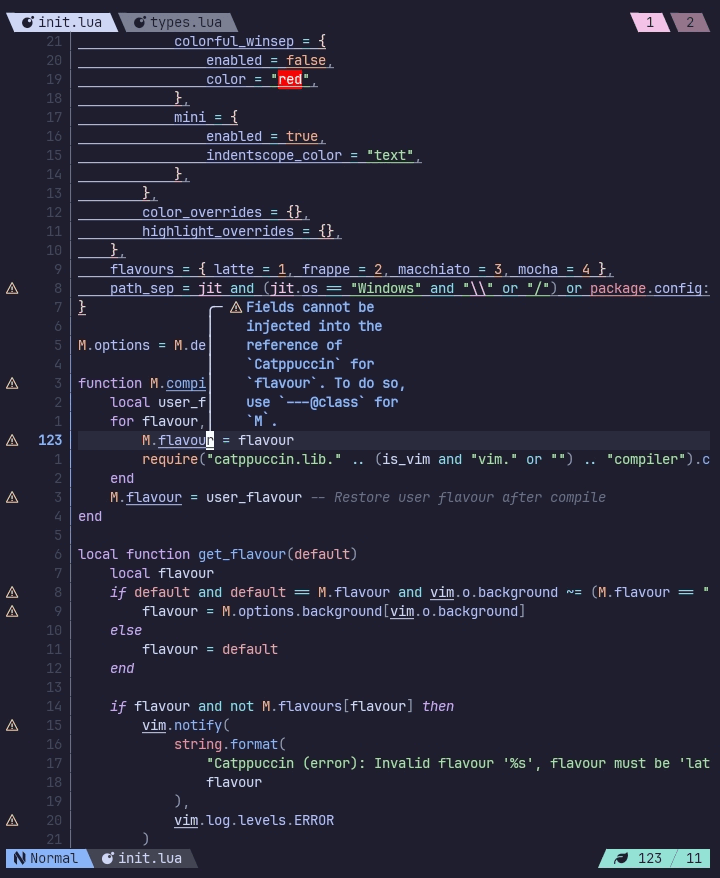 init.lua types.lua 1 2
21 colorful_winsep = {
20 enabled = false,
19 color = "red",
18 },
17 mini = {
16 enabled = true,
15 indentscope_color = "text",
14 },
13 },
12 color_overrides = {},
11 highlight_overrides = {},
10 },
9 flavours = { latte = 1, frappe = 2, macchiato = 3, mocha = 4 },
8 path_sep = jit and (jit.os == "Windows" and "\\" or "/") or package.config:
7 } Fields cannot be
6 injected into the
5 M.options = M.de reference of
4 `Catppuccin` for
3 function M.compi `flavour`. To do so,
2 local user_f use `---@class` for
1 for flavour, `M`.
123 M.flavour = flavour
1 require("catppuccin.lib." .. (is_vim and "vim." or "") .. "compiler").c
2 end
3 M.flavour = user_flavour -- Restore user flavour after compile
4 end
5
6 local function get_flavour(default)
7 local flavour
8 if default and default == M.flavour and vim.o.background ~= (M.flavour == "
9 flavour = M.options.background[vim.o.background]
10 else
11 flavour = default
12 end
13
14 if flavour and not M.flavours[flavour] then
15 vim.notify(
16 string.format(
17 "Catppuccin (error): Invalid flavour '%s', flavour must be 'lat
18 flavour
19 ),
20 vim.log.levels.ERROR
21 )
Normal init.lua 123 / 11